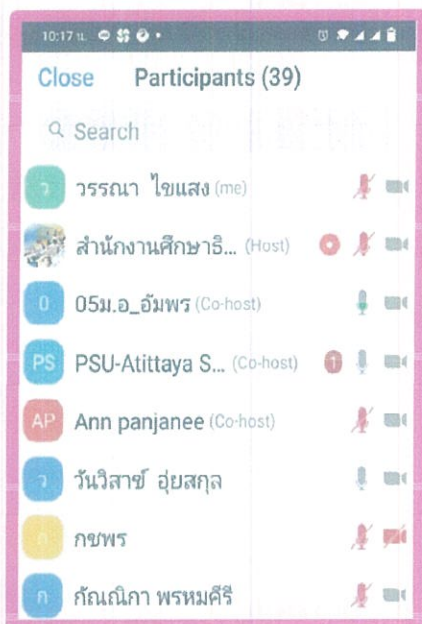 10:17 น.
Close Participants (39)
Search
ว วรรณา ไขแสง (me)
สำนักงานศึกษาธิ... (Host)
0 05ม.อ_อัมพร (Co-host)
PS PSU-Atittaya S... (Co-host) 1
AP Ann panjanee (Co-host)
ว วันวิสาข์ อุ่ยสกุล
ก กชพร
ก กัณณิกา พรหมคีรี